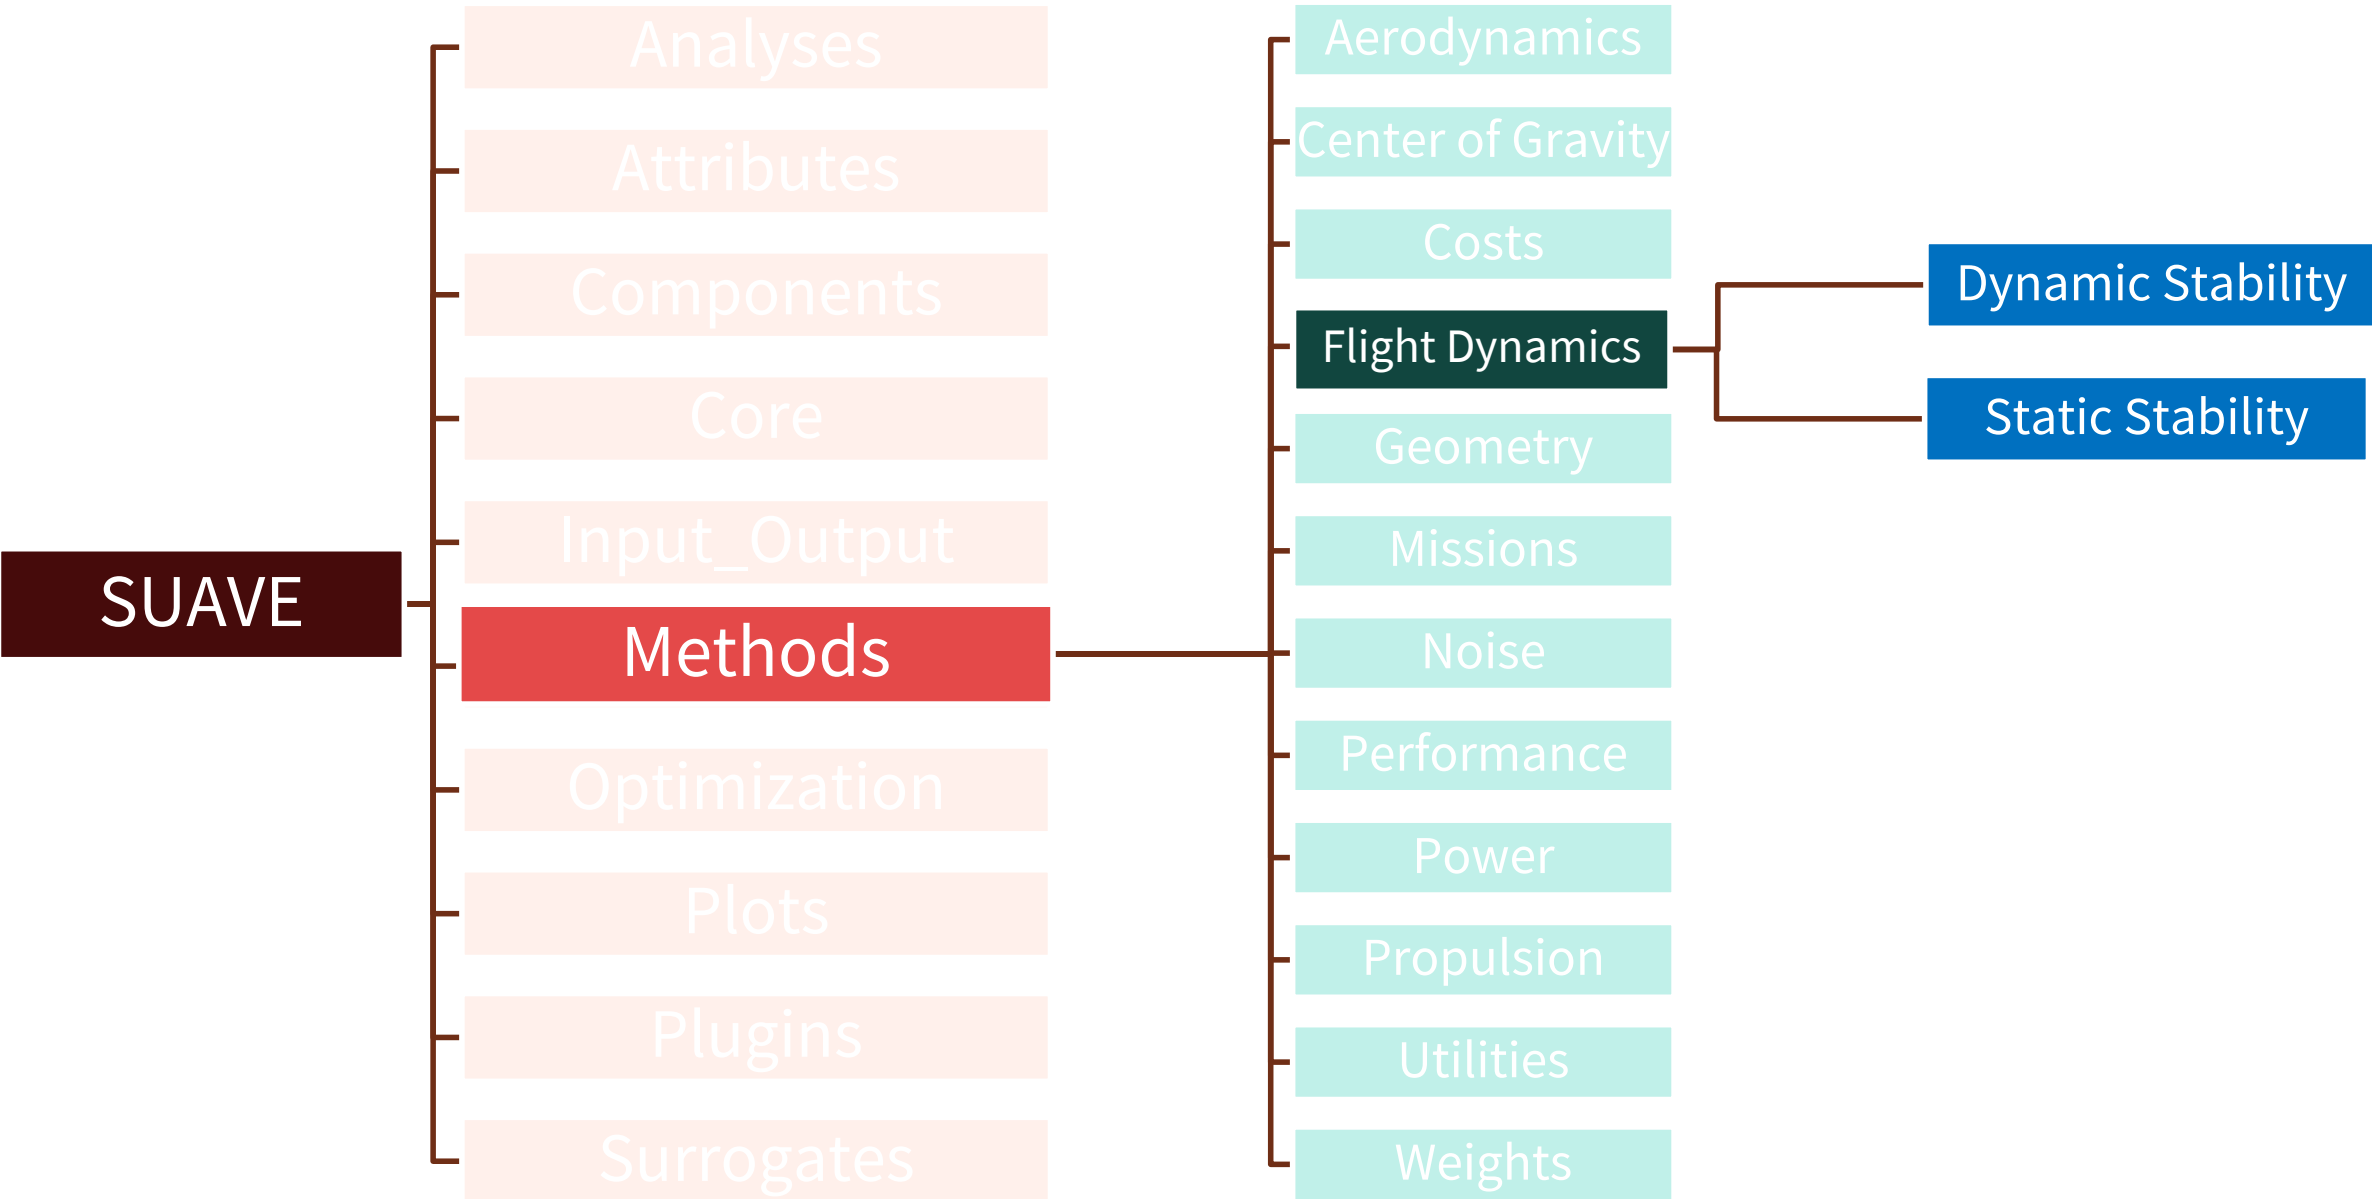 SUAVE
Analyses
Attributes
Components
Core
Input_Output
Methods
Optimization
Plots
Plugins
Surrogates
Aerodynamics
Center of Gravity
Costs
Flight Dynamics
Geometry
Missions
Noise
Performance
Power
Propulsion
Utilities
Weights
Dynamic Stability
Static Stability